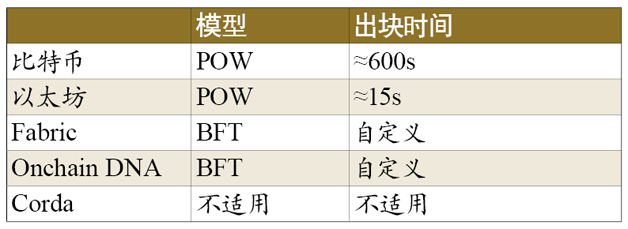 模型 出块时间
比特币 POW ≈600s
以太坊 POW ≈15s
Fabric BFT 自定义
Onchain DNA BFT 自定义
Corda 不适用 不适用